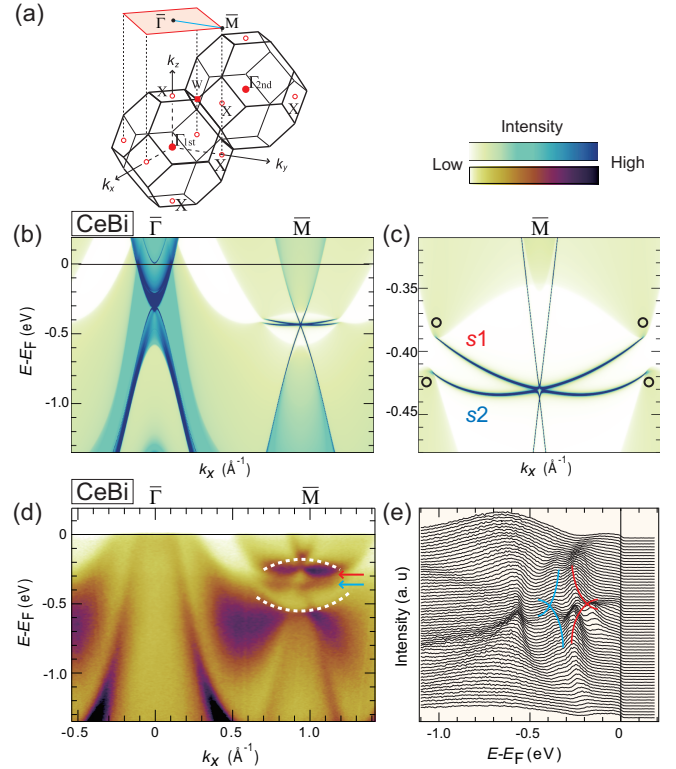 (a)
Γ̅
M̅
k_z
W
Γ_2nd
X
X
X
Γ_1st
k_x
k_y
X
X
Intensity
Low
High
CeBi
(b)
Γ̅
M̅
0
-0.5
-1.0
E-E_F (eV)
k_x (Å⁻¹)
(c)
M̅
-0.35
-0.40
-0.45
s1
s2
k_x (Å⁻¹)
CeBi
(d)
Γ̅
M̅
0
-0.5
-1.0
E-E_F (eV)
-0.5
0
0.5
1.0
k_x (Å⁻¹)
(e)
Intensity (a. u)
-1.0
-0.5
0
E-E_F (eV)